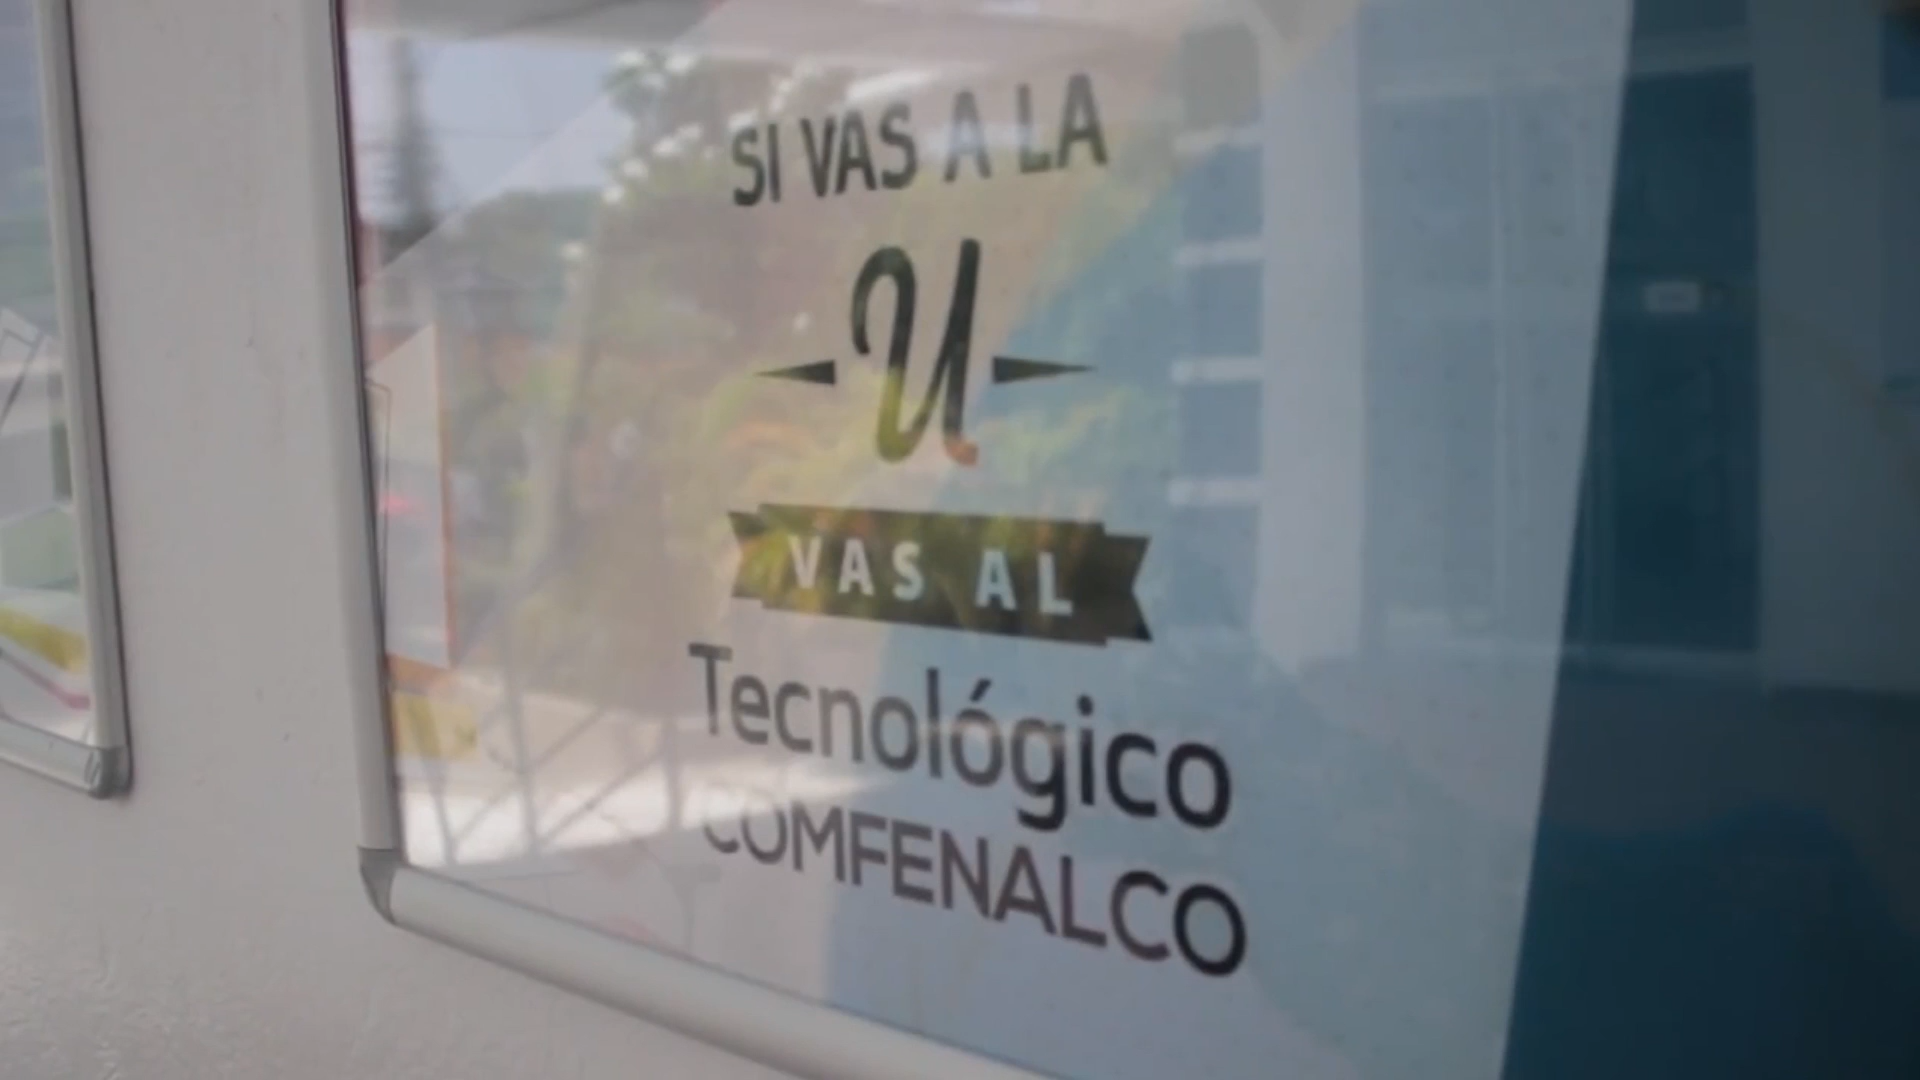 SI VAS A LA
U
VAS AL
Tecnológico
COMFENALCO